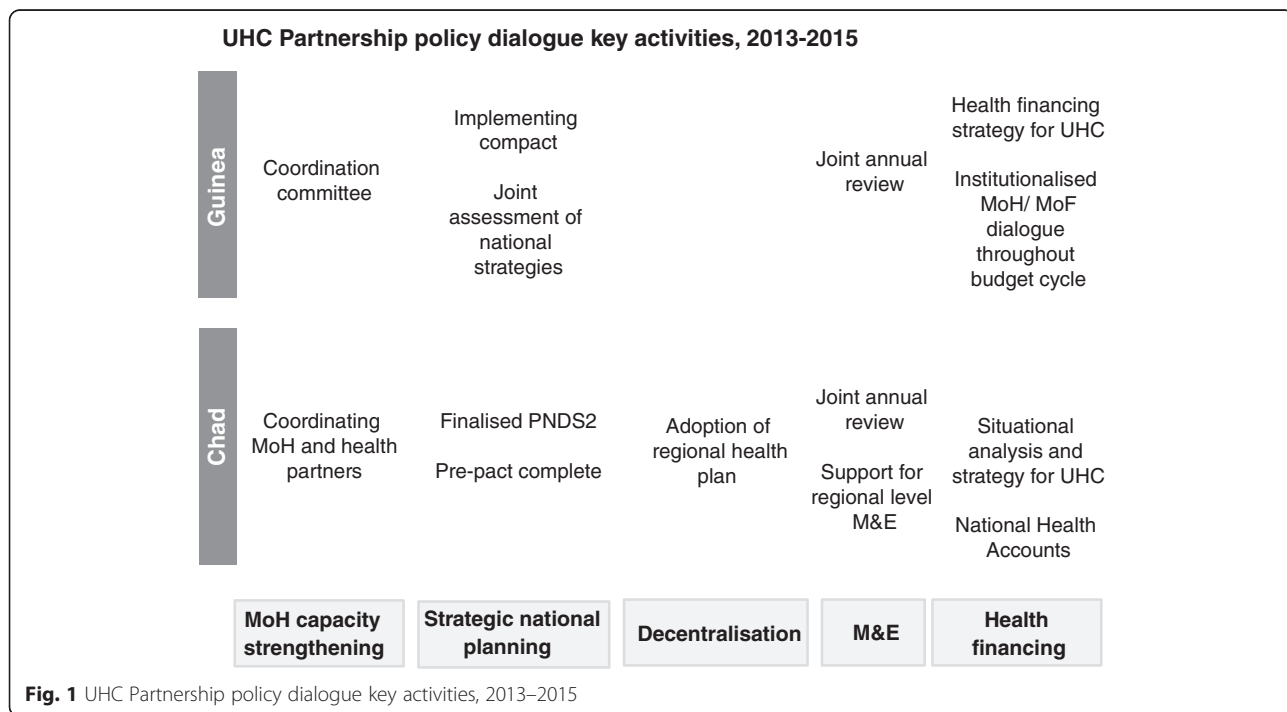 UHC Partnership policy dialogue key activities, 2013-2015
Guinea
Coordination
committee
Implementing
compact
Joint
assessment of
national
strategies
Joint annual
review
Health financing
strategy for UHC
Institutionalised
MoH/ MoF
dialogue
throughout
budget cycle
Chad
Coordinating
MoH and health
partners
Finalised PNDS2
Pre-pact complete
Adoption of
regional health
plan
Joint annual
review
Support for
regional level
M&E
Situational
analysis and
strategy for UHC
National Health
Accounts
MoH capacity
strengthening
Strategic national
planning
Decentralisation
M&E
Health
financing
Fig. 1 UHC Partnership policy dialogue key activities, 2013–2015